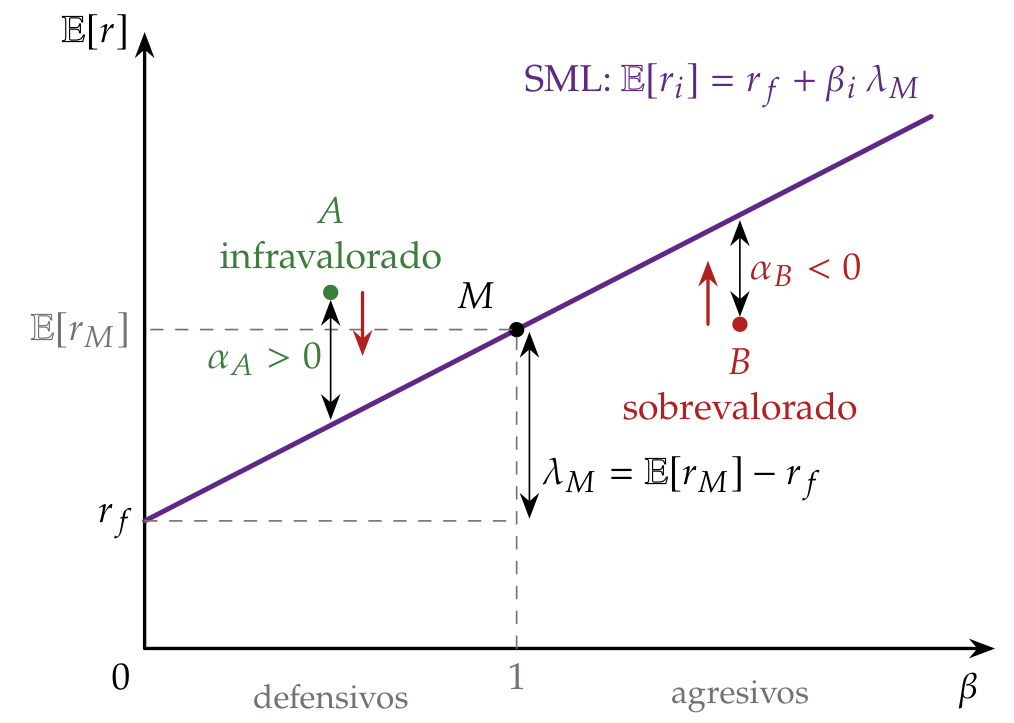 𝔼[r]
SML: 𝔼[r_i] = r_f + β_i λ_M
A
infravalorado
α_B < 0
M
𝔼[r_M]
α_A > 0
B
sobrevalorado
λ_M = 𝔼[r_M] − r_f
r_f
0
1
β
defensivos
agresivos